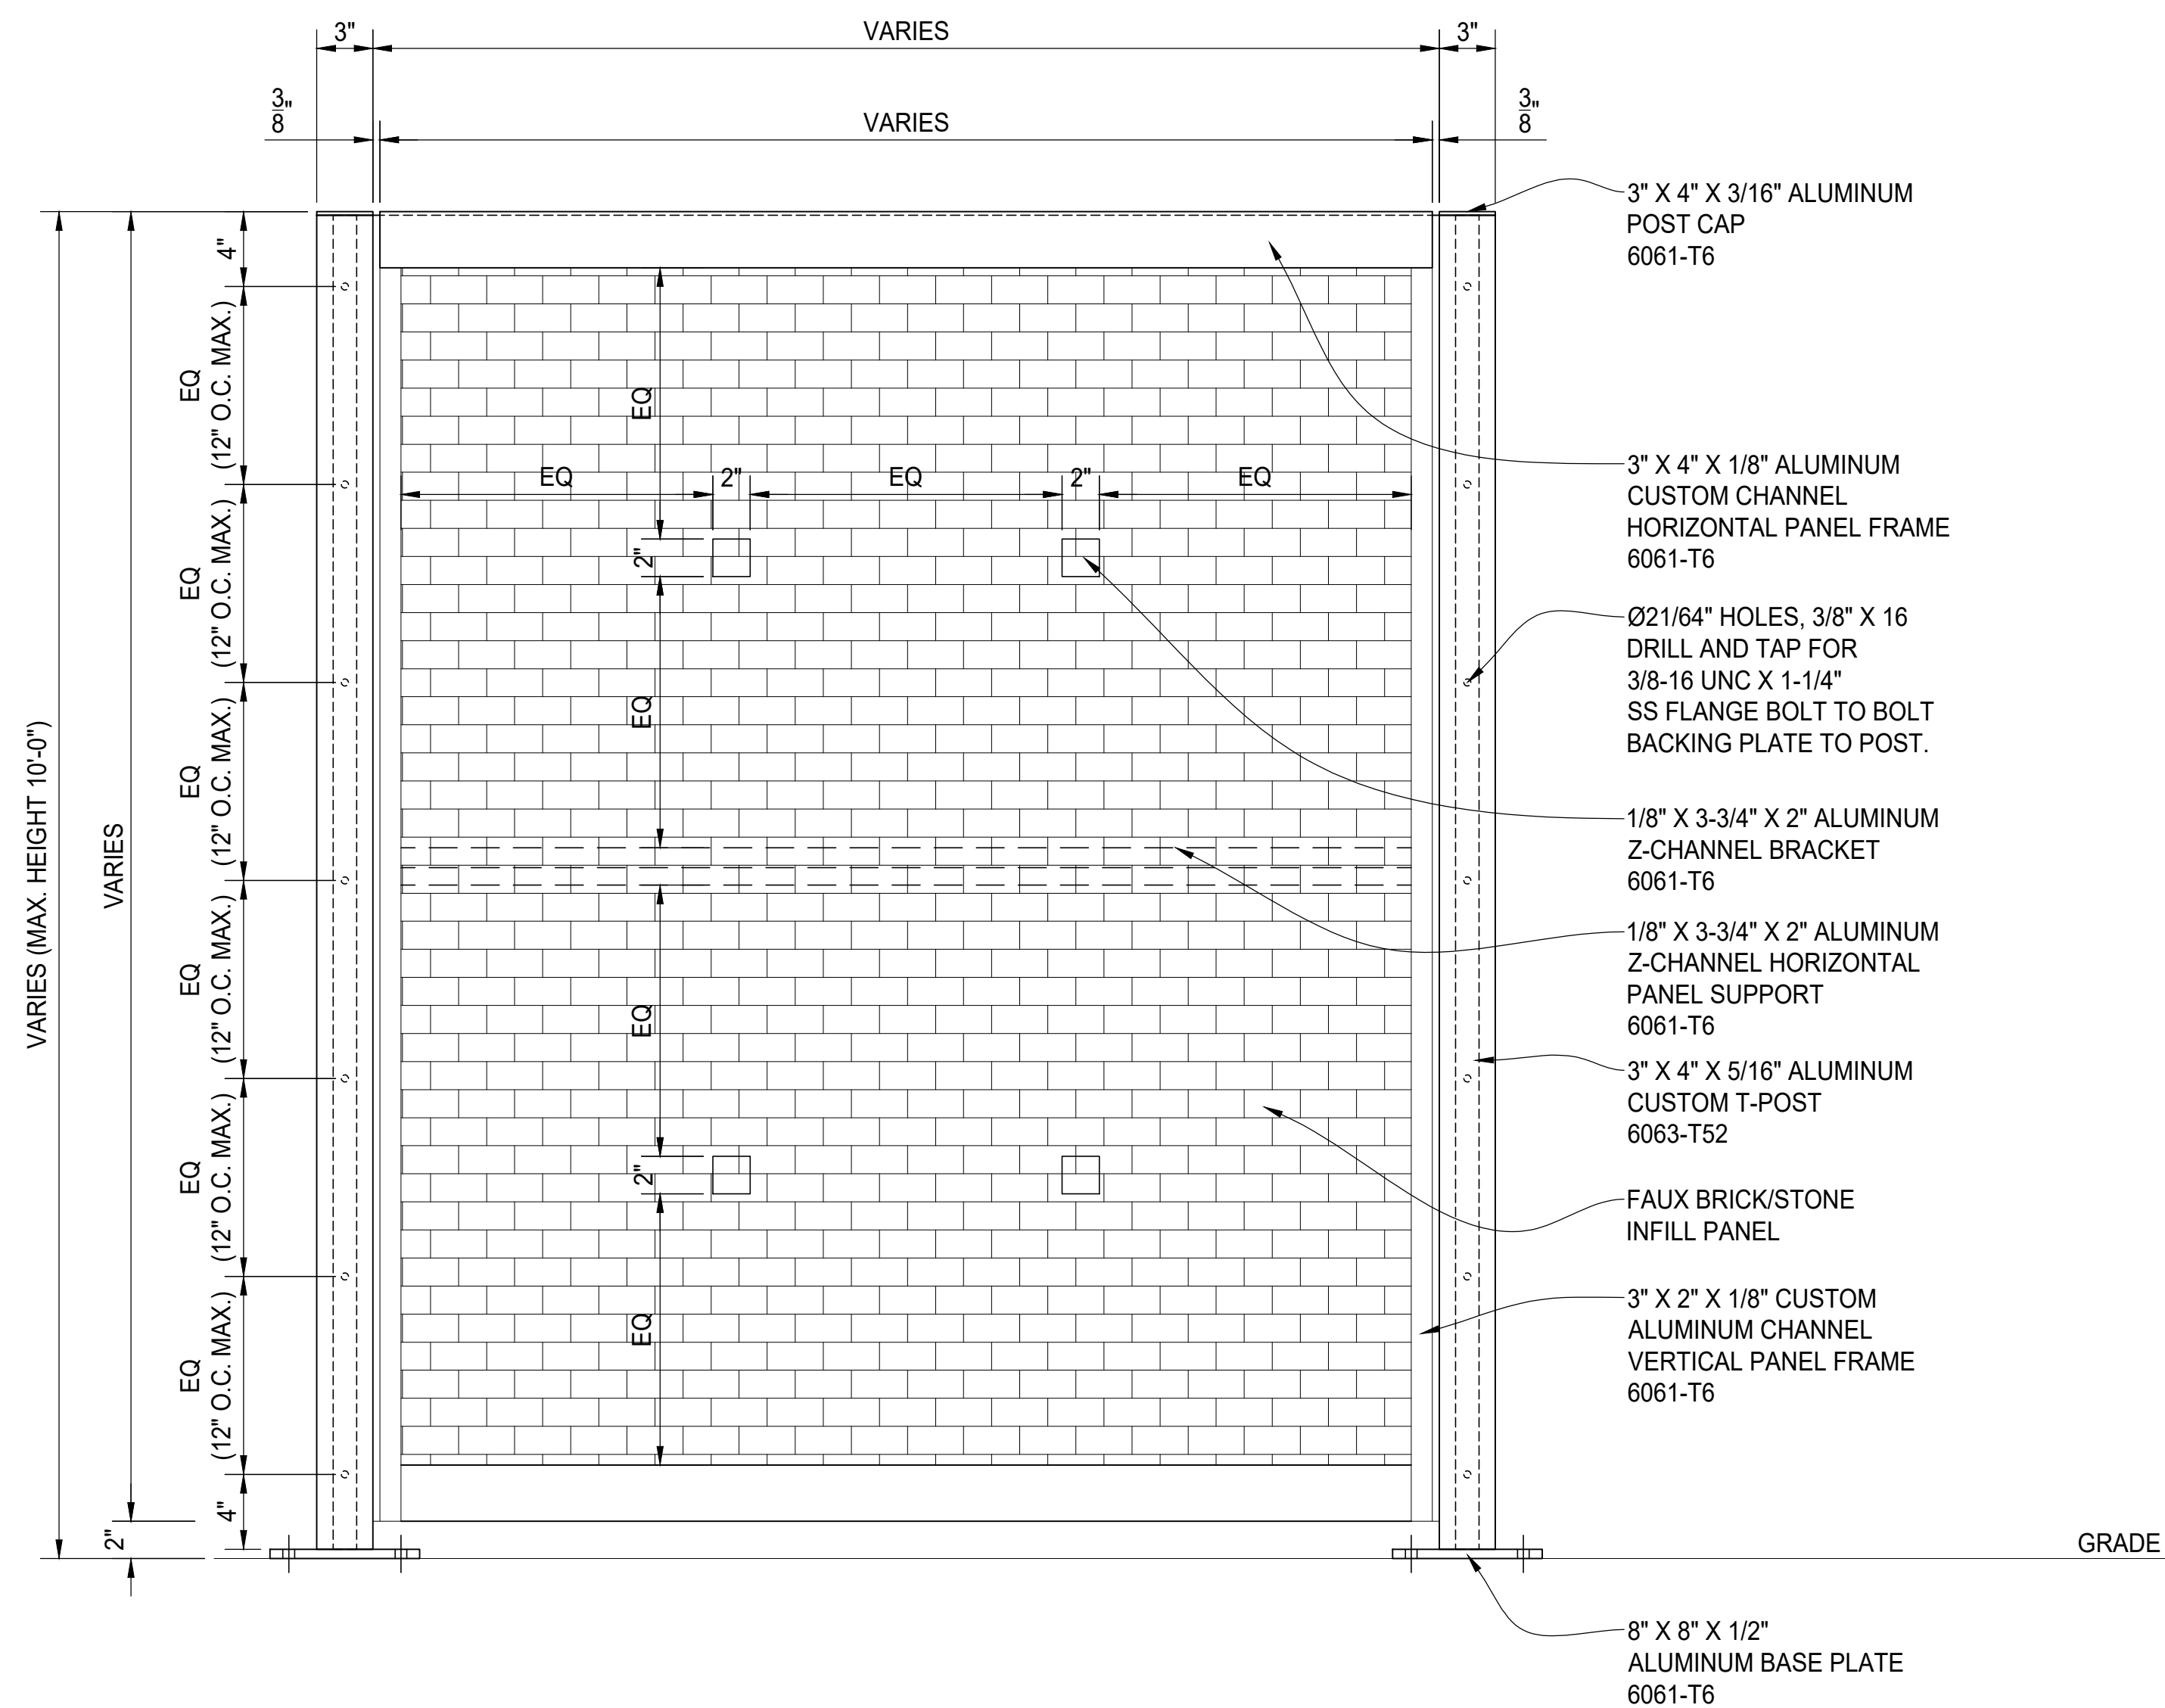 3"
VARIES
3"
3/8"
VARIES
3/8"
3" X 4" X 3/16" ALUMINUM
POST CAP
6061-T6
3" X 4" X 1/8" ALUMINUM
CUSTOM CHANNEL
HORIZONTAL PANEL FRAME
6061-T6
Ø21/64" HOLES, 3/8" X 16
DRILL AND TAP FOR
3/8-16 UNC X 1-1/4"
SS FLANGE BOLT TO BOLT
BACKING PLATE TO POST.
1/8" X 3-3/4" X 2" ALUMINUM
Z-CHANNEL BRACKET
6061-T6
1/8" X 3-3/4" X 2" ALUMINUM
Z-CHANNEL HORIZONTAL
PANEL SUPPORT
6061-T6
3" X 4" X 5/16" ALUMINUM
CUSTOM T-POST
6063-T52
FAUX BRICK/STONE
INFILL PANEL
3" X 2" X 1/8" CUSTOM
ALUMINUM CHANNEL
VERTICAL PANEL FRAME
6061-T6
GRADE
8" X 8" X 1/2"
ALUMINUM BASE PLATE
6061-T6
VARIES (MAX. HEIGHT 10'-0")
VARIES
2"
4"
EQ
(12" O.C. MAX.)
EQ
(12" O.C. MAX.)
EQ
(12" O.C. MAX.)
EQ
(12" O.C. MAX.)
EQ
(12" O.C. MAX.)
EQ
(12" O.C. MAX.)
4"
EQ
EQ
2"
EQ
2"
EQ
2"
EQ
EQ
2"
EQ